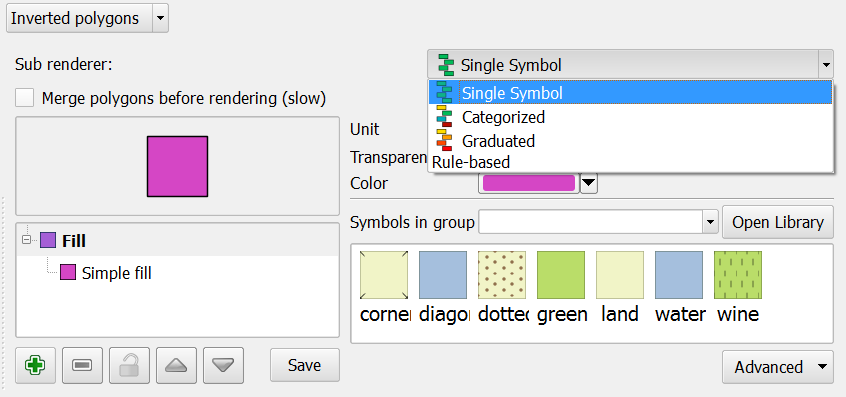 Inverted polygons
Sub renderer:
Single Symbol
Merge polygons before rendering (slow)
Single Symbol
Categorized
Graduated
Rule-based
Unit
Transparen
Color
Symbols in group
Open Library
Fill
Simple fill
corner
diagon
dotted
green
land
water
wine
Save
Advanced